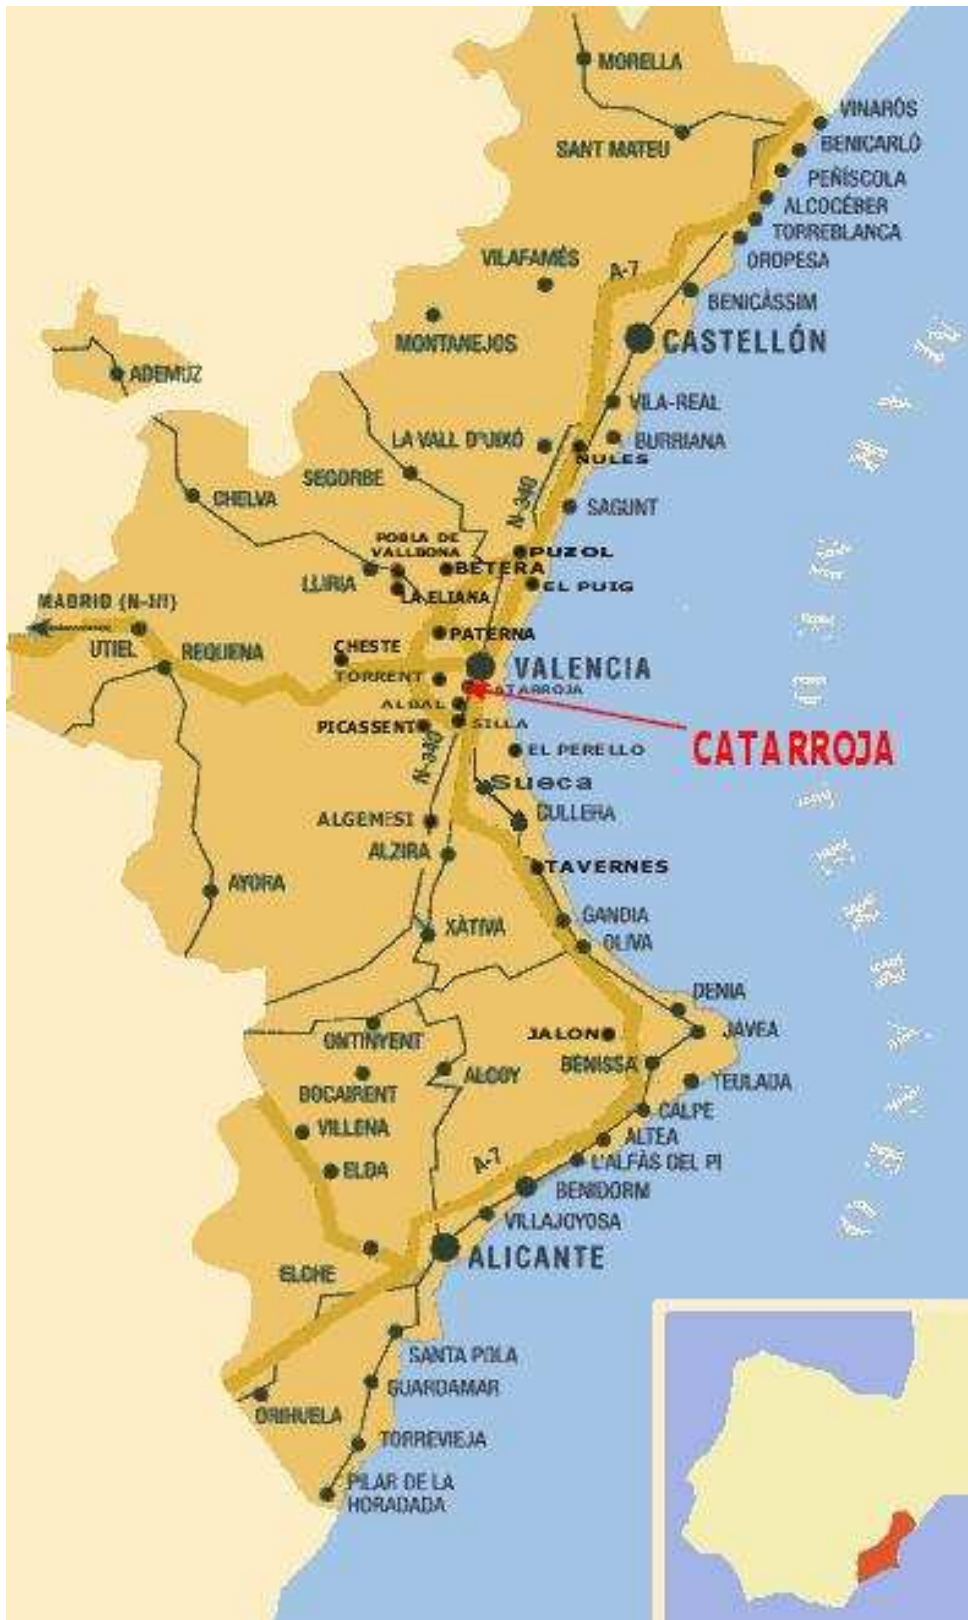 MORELLA
VINARÓS
SANT MATEU
BENICARLÓ
PEÑÍSCOLA
ALCOCÉBER
TORREBLANCA
OROPESA
VILAFAMÉS
A-7
BENICÀSSIM
MONTANEJOS
CASTELLÓN
ADEMÚZ
VILA-REAL
LA VALL D'UIXÓ
BURRIANA
NULES
SEGORBE
CHELVA
N-340
SAGUNT
POBLA DE
VALLBONA
PUZOL
BETERA
LLIRIA
EL PUIG
LA ELIANA
MADRID (N-III)
UTIEL
REQUENA
CHESTE
PATERNA
VALENCIA
TORRENT
CATARROJA
ALBAL
PICASSENT
SILLA
CATARROJA
N-340
EL PERELLO
Sueca
ALGEMESI
CULLERA
ALZIRA
TAVERNES
AYORA
XÀTIVA
GANDIA
OLIVA
DENIA
JALON
JAVEA
ONTINYENT
BENISSA
ALCOY
TEULADA
BOCAIRENT
CALPE
VILLENA
ALTEA
A-7
L'ALFÀS DEL PI
ELDA
BENIDORM
VILLAJOYOSA
ALICANTE
ELCHE
SANTA POLA
GUARDAMAR
ORIHUELA
TORREVIEJA
PILAR DE LA
HORADADA